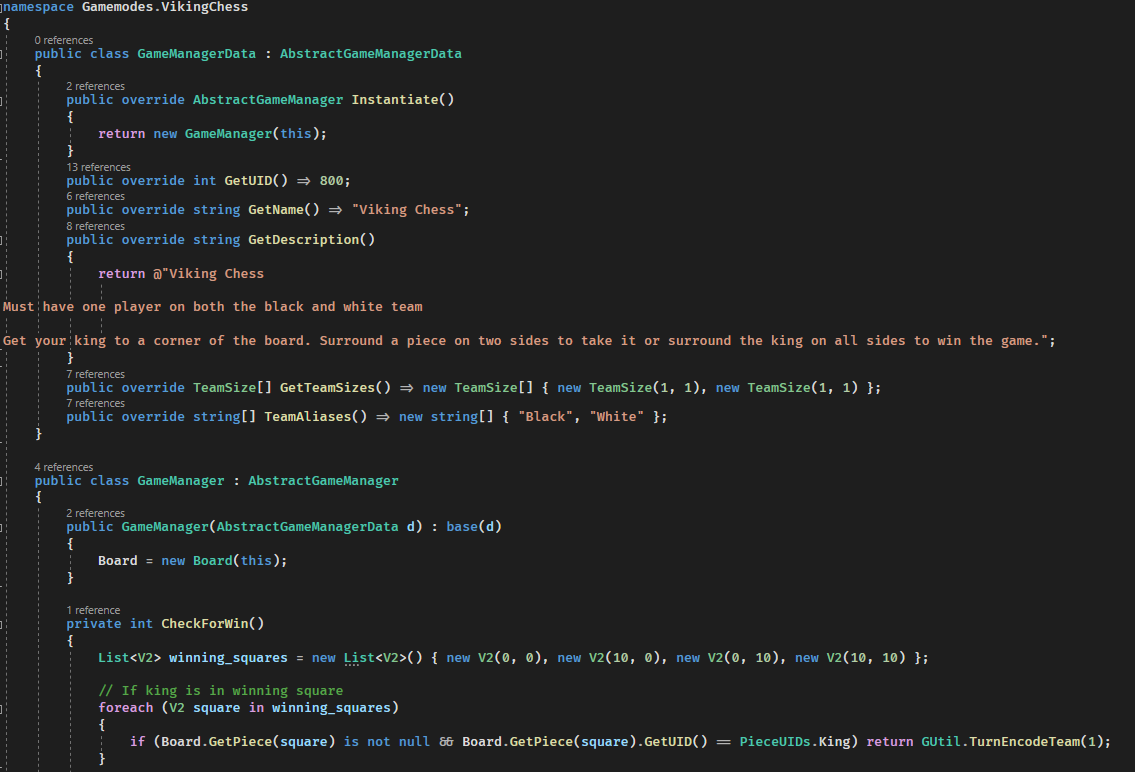 namespace Gamemodes.VikingChess
{
0 references
public class GameManagerData : AbstractGameManagerData
{
2 references
public override AbstractGameManager Instantiate()
{
return new GameManager(this);
}
13 references
public override int GetUID() => 800;
6 references
public override string GetName() => "Viking Chess";
8 references
public override string GetDescription()
{
return @"Viking Chess
Must have one player on both the black and white team
Get your king to a corner of the board. Surround a piece on two sides to take it or surround the king on all sides to win the game.";
}
7 references
public override TeamSize[] GetTeamSizes() => new TeamSize[] { new TeamSize(1, 1), new TeamSize(1, 1) };
7 references
public override string[] TeamAliases() => new string[] { "Black", "White" };
}
4 references
public class GameManager : AbstractGameManager
{
2 references
public GameManager(AbstractGameManagerData d) : base(d)
{
Board = new Board(this);
}
1 reference
private int CheckForWin()
{
List<V2> winning_squares = new List<V2>() { new V2(0, 0), new V2(10, 0), new V2(0, 10), new V2(10, 10) };
// If king is in winning square
foreach (V2 square in winning_squares)
{
if (Board.GetPiece(square) is not null && Board.GetPiece(square).GetUID() == PieceUIDs.King) return GUtil.TurnEncodeTeam(1);
}